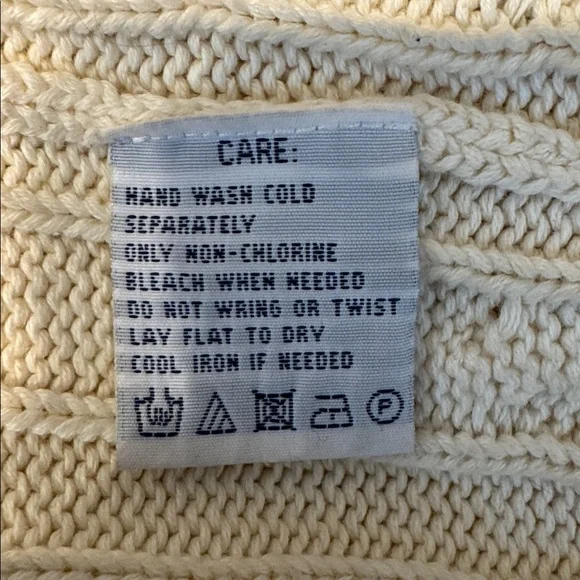 CARE:
HAND WASH COLD
SEPARATELY
ONLY NON-CHLORINE
BLEACH WHEN NEEDED
DO NOT WRING OR TWIST
LAY FLAT TO DRY
COOL IRON IF NEEDED
P